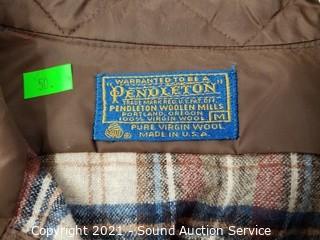 50.
WARRANTED TO BE A
"PENDLETON"
TRADE MARK REG. U.S. PAT. OFF.
PENDLETON WOOLEN MILLS
PORTLAND, OREGON
100% VIRGIN WOOL M
PURE VIRGIN WOOL
MADE IN U.S.A.
Copyright 2021 - Sound Auction Service